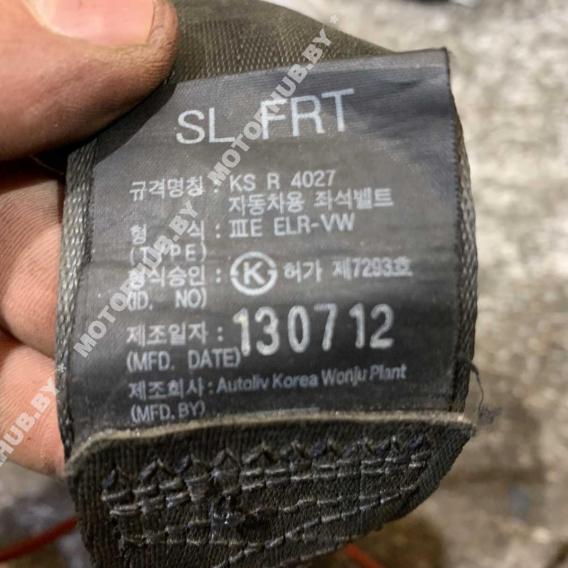 SL FRT
규격명칭 : KS R 4027
자동차용 좌석벨트
형 식 : ⅢE ELR-VW
(TYPE)
형식승인 : K 허가 제7293호
(ID. NO)
제조일자 : 130712
(MFD. DATE)
제조회사 : Autoliv Korea Wonju Plant
(MFD.BY)
* MOTORHUB.BY * MOTORHUB.BY * MOTORHUB.BY *